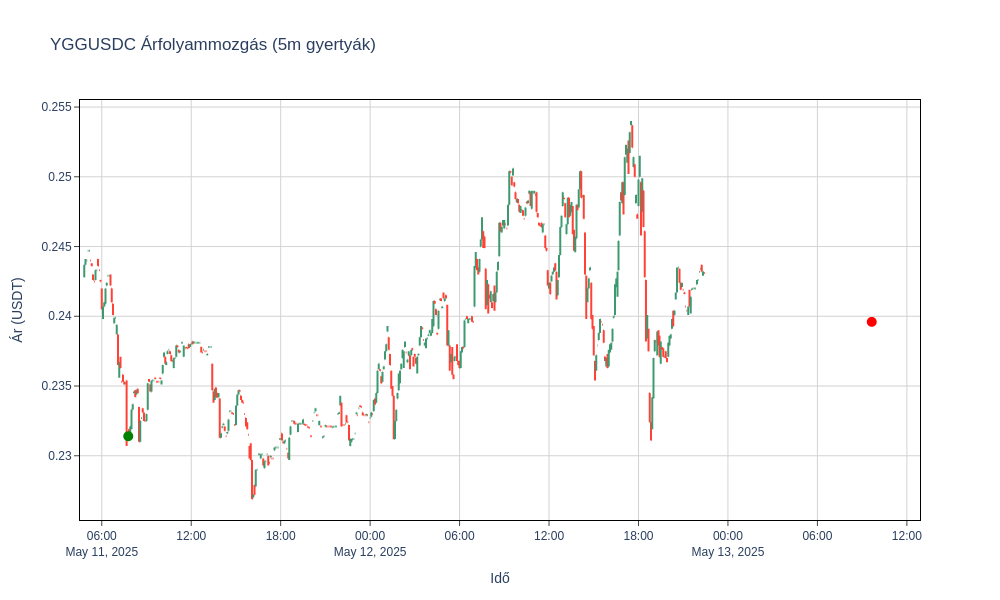 YGGUSDC Árfolyammozgás (5m gyertyák)
0.255
0.25
0.245
0.24
0.235
0.23
Ár (USDT)
06:00 12:00 18:00 00:00 06:00 12:00 18:00 00:00 06:00 12:00
May 11, 2025 May 12, 2025 May 13, 2025
Idő